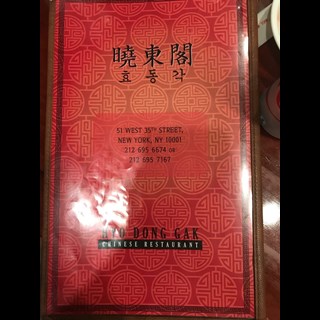 曉東閣
효동각
51 WEST 35TH STREET,
NEW YORK, NY 10001
212 695 6674 OR
212 695 7167
HYO DONG GAK
CHINESE RESTAURANT